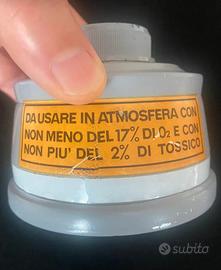 DA USARE IN ATMOSFERA CON
NON MENO DEL 17% DI O₂ E CON
NON PIU' DEL 2% DI TOSSICO
subito